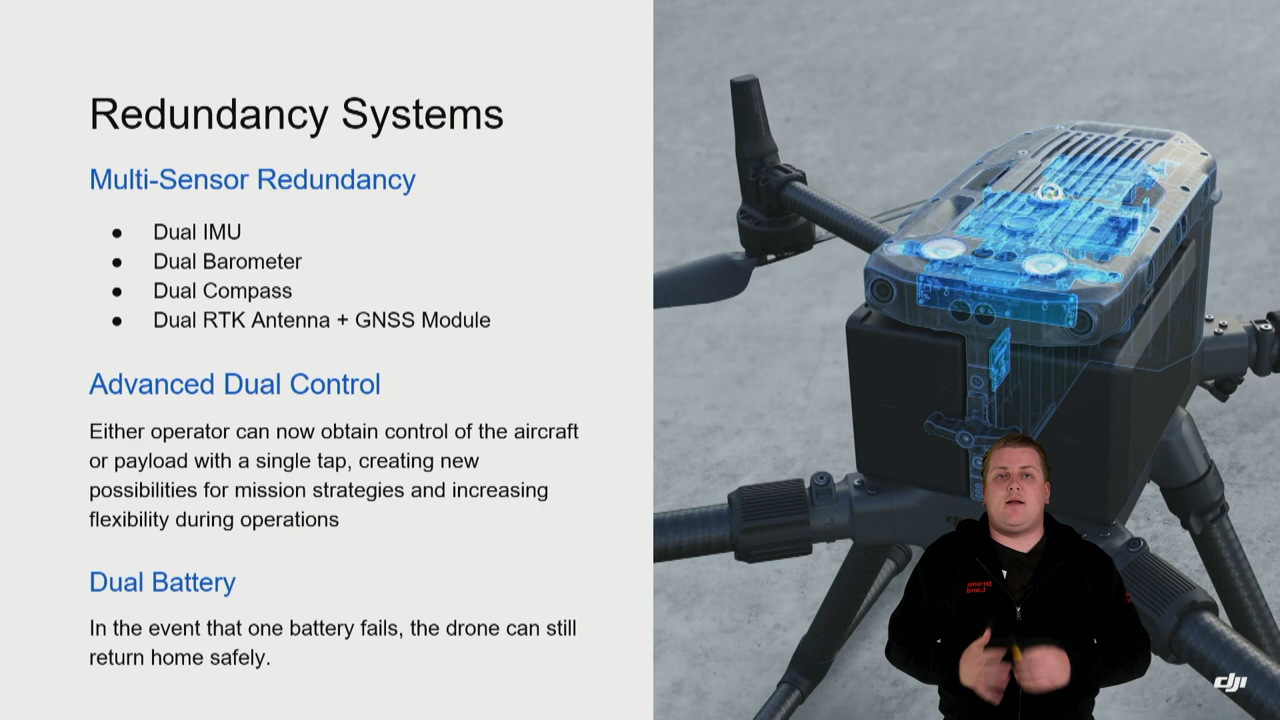 Redundancy Systems
Multi-Sensor Redundancy
● Dual IMU
● Dual Barometer
● Dual Compass
● Dual RTK Antenna + GNSS Module
Advanced Dual Control
Either operator can now obtain control of the aircraft
or payload with a single tap, creating new
possibilities for mission strategies and increasing
flexibility during operations
Dual Battery
In the event that one battery fails, the drone can still
return home safely.
dji